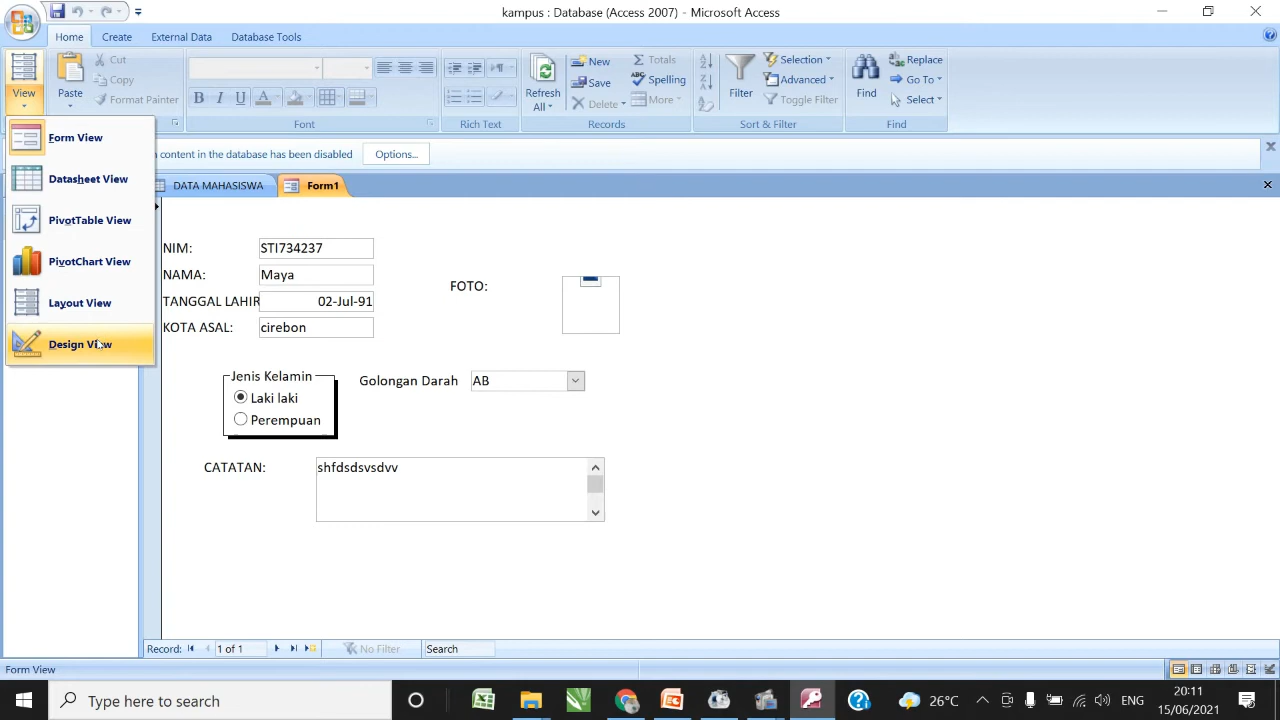 kampus : Database (Access 2007) - Microsoft Access
Home Create External Data Database Tools
View
Paste
Cut
Copy
Format Painter
B I U
Font
Rich Text
Refresh All
New
Save
Delete
Totals
Spelling
More
Records
Filter
Selection
Advanced
Toggle Filter
Sort & Filter
Find
Replace
Go To
Select
Find
Form View
Datasheet View
PivotTable View
PivotChart View
Layout View
Design View
n content in the database has been disabled Options...
DATA MAHASISWA Form1
NIM: STI734237
NAMA: Maya
TANGGAL LAHIR 02-Jul-91
KOTA ASAL: cirebon
FOTO:
Jenis Kelamin
Laki laki
Perempuan
Golongan Darah AB
CATATAN: shfdsdsvsdvv
Record: 1 of 1 No Filter Search
Form View
Type here to search
26°C ENG
20:11
15/06/2021